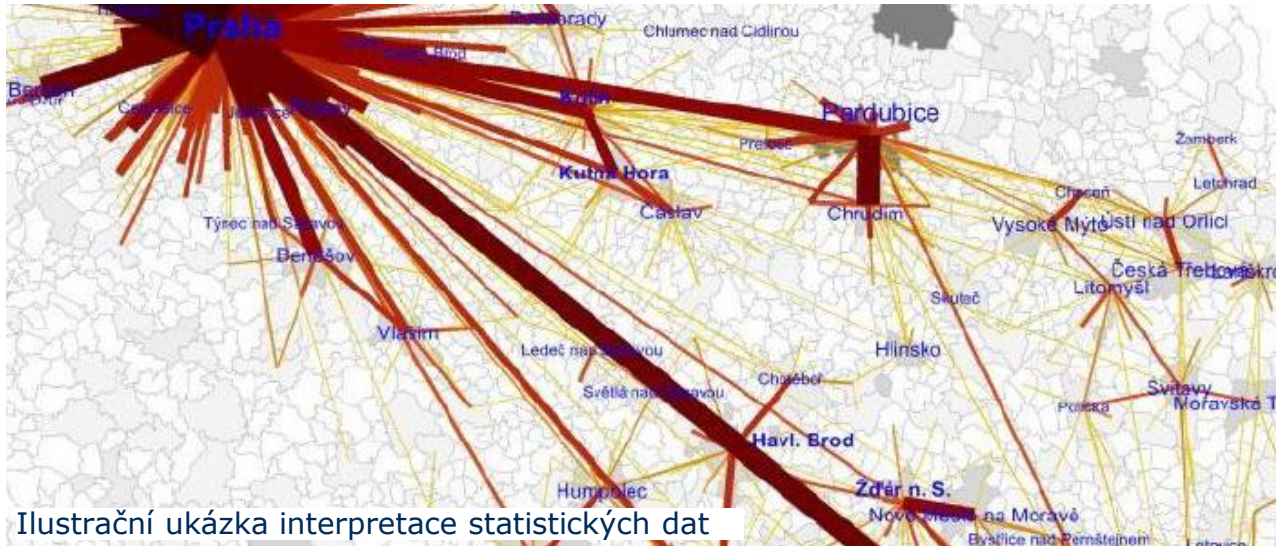 Praha
Chlumec nad Cidlinou
Kolín
Pardubice
Přelouč
Žamberk
Letohrad
Kutná Hora
Choceň
Čáslav
Chrudim
Týnec nad Sázavou
Vysoké Mýto
Ústí nad Orlicí
Benešov
Česká Třebová
Litomyšl
Skuteč
Vlašim
Ledeč nad Sázavou
Hlinsko
Chotěboř
Světlá nad Sázavou
Svitavy
Polička
Moravská T
Havl. Brod
Humpolec
Žďár n. S.
Nové Město na Moravě
Ilustrační ukázka interpretace statistických dat
Bystřice nad Pernštejnem
Letovice